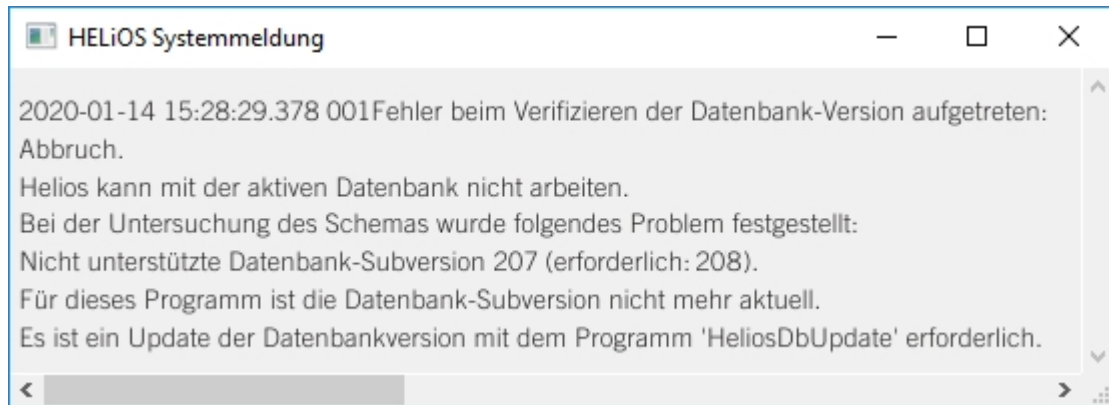 HELiOS Systemmeldung
2020-01-14 15:28:29.378 001Fehler beim Verifizieren der Datenbank-Version aufgetreten:
Abbruch.
Helios kann mit der aktiven Datenbank nicht arbeiten.
Bei der Untersuchung des Schemas wurde folgendes Problem festgestellt:
Nicht unterstützte Datenbank-Subversion 207 (erforderlich: 208).
Für dieses Programm ist die Datenbank-Subversion nicht mehr aktuell.
Es ist ein Update der Datenbankversion mit dem Programm 'HeliosDbUpdate' erforderlich.